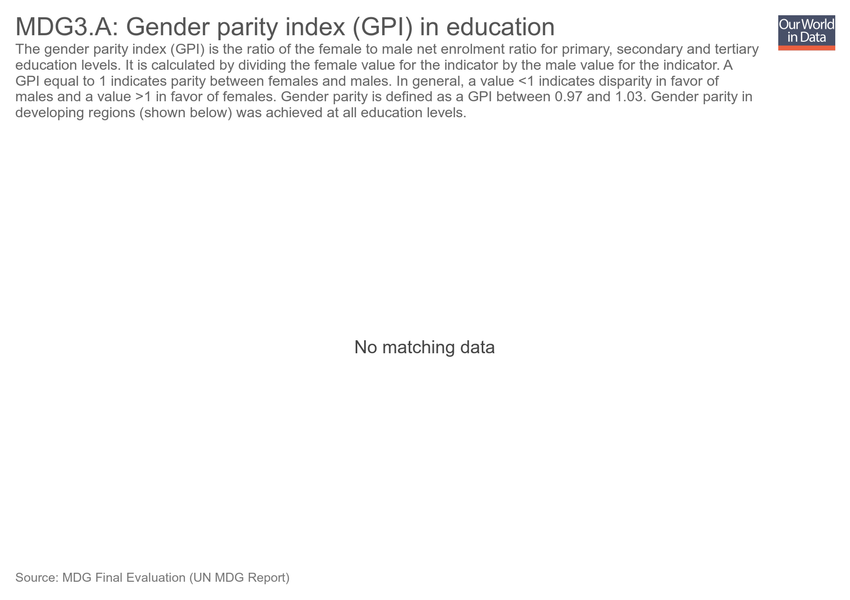 MDG3.A: Gender parity index (GPI) in education
Our World
in Data
The gender parity index (GPI) is the ratio of the female to male net enrolment ratio for primary, secondary and tertiary
education levels. It is calculated by dividing the female value for the indicator by the male value for the indicator. A
GPI equal to 1 indicates parity between females and males. In general, a value <1 indicates disparity in favor of
males and a value >1 in favor of females. Gender parity is defined as a GPI between 0.97 and 1.03. Gender parity in
developing regions (shown below) was achieved at all education levels.
No matching data
Source: MDG Final Evaluation (UN MDG Report)